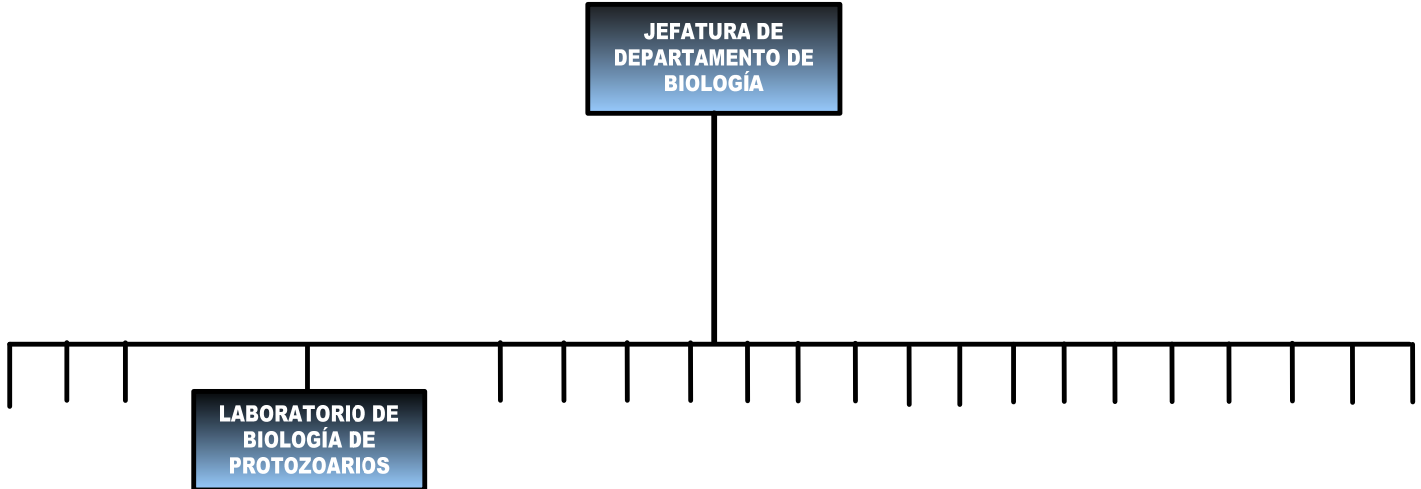 JEFATURA DE
DEPARTAMENTO DE
BIOLOGÍA
LABORATORIO DE
BIOLOGÍA DE
PROTOZOARIOS